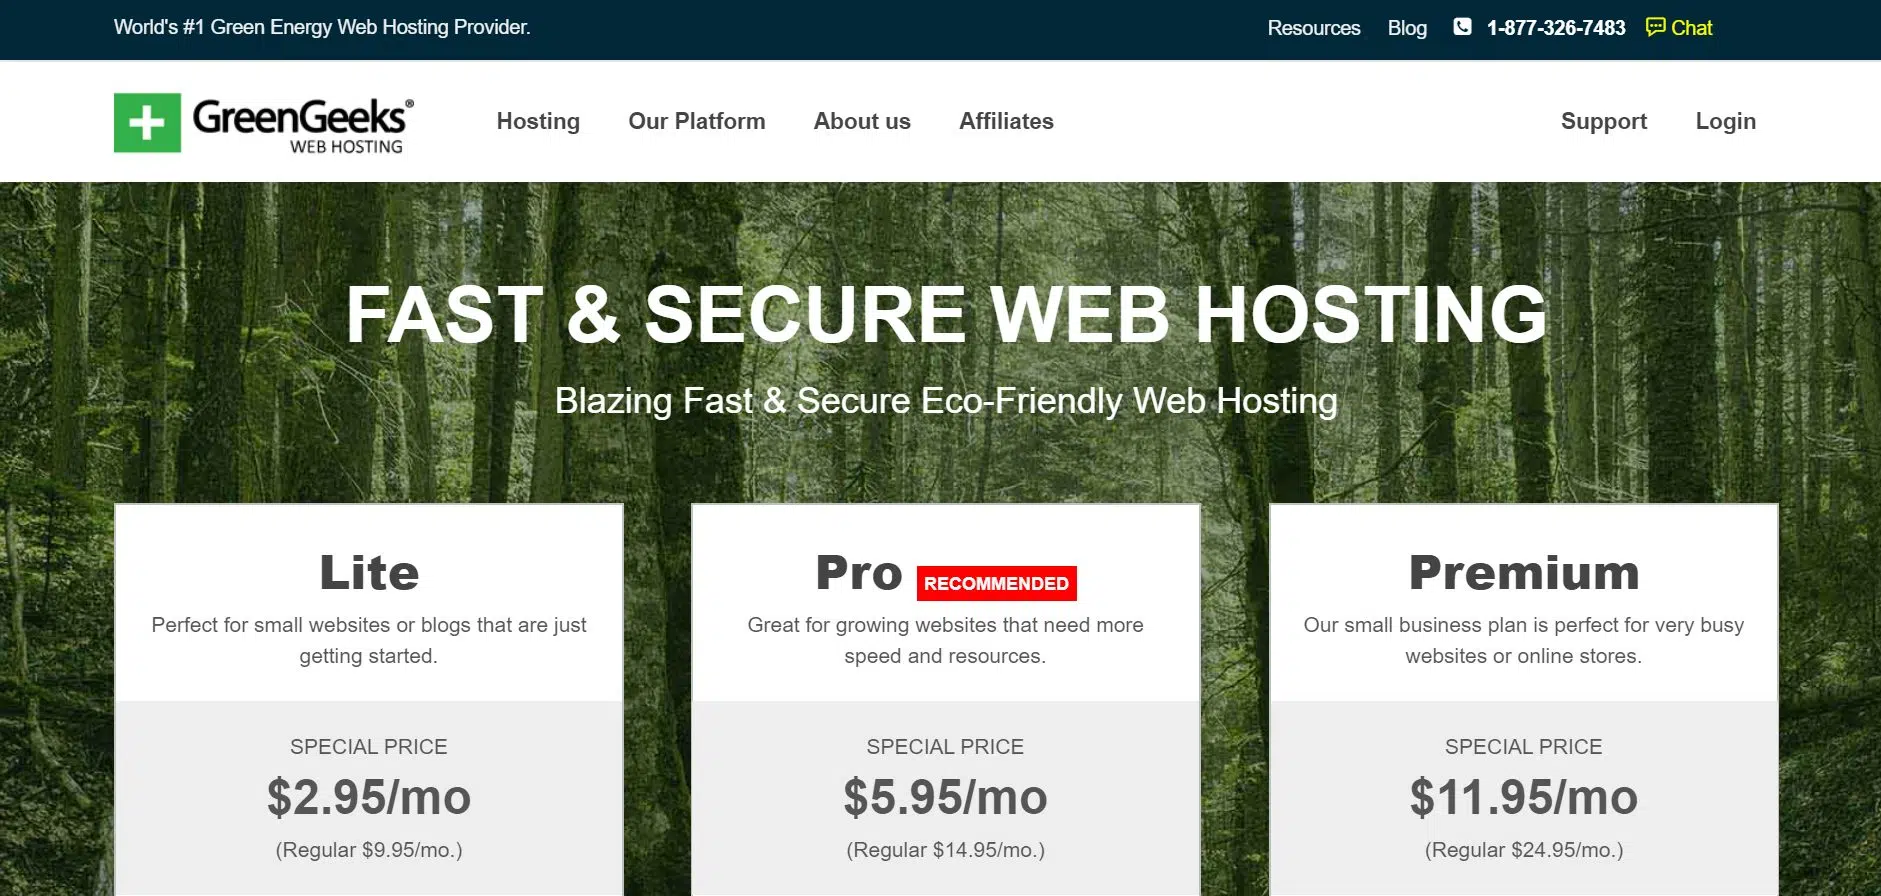 World's #1 Green Energy Web Hosting Provider.
Resources Blog 1-877-326-7483 Chat
GreenGeeks®
WEB HOSTING
Hosting Our Platform About us Affiliates Support Login
FAST & SECURE WEB HOSTING
Blazing Fast & Secure Eco-Friendly Web Hosting
Lite
Perfect for small websites or blogs that are just
getting started.
SPECIAL PRICE
$2.95/mo
(Regular $9.95/mo.)
Pro RECOMMENDED
Great for growing websites that need more
speed and resources.
SPECIAL PRICE
$5.95/mo
(Regular $14.95/mo.)
Premium
Our small business plan is perfect for very busy
websites or online stores.
SPECIAL PRICE
$11.95/mo
(Regular $24.95/mo.)